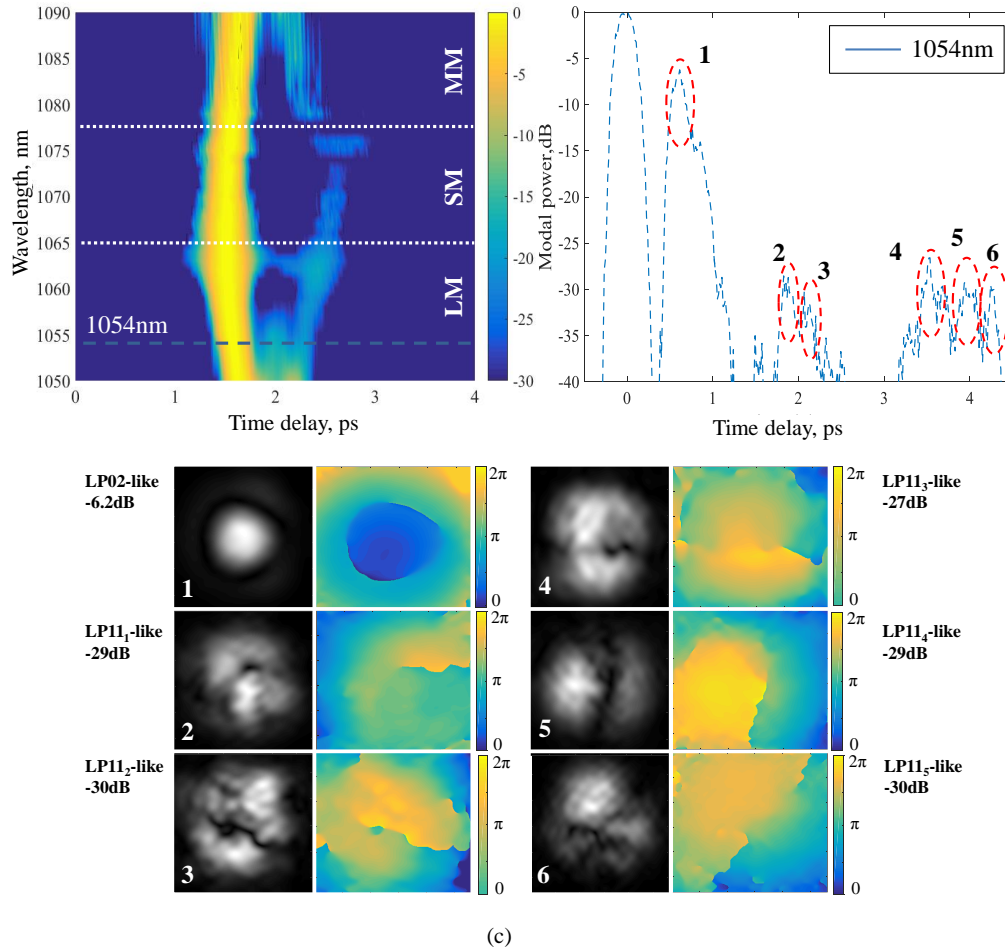 1090
1085
1080
1075
1070
1065
1060
1055
1050
Wavelength, nm
MM
SM
LM
1054nm
0
1
2
3
4
Time delay, ps
0
-5
-10
-15
-20
-25
-30
Modal power,dB
0
-5
-10
-15
-20
-25
-30
-35
-40
1054nm
1
2
3
4
5
6
0
1
2
3
4
Time delay, ps
LP02-like
-6.2dB
1
2π
π
0
LP11₃-like
-27dB
4
2π
π
0
LP11₁-like
-29dB
2
2π
π
0
LP11₄-like
-29dB
5
2π
π
0
LP11₂-like
-30dB
3
2π
π
0
LP11₅-like
-30dB
6
2π
π
0
(c)